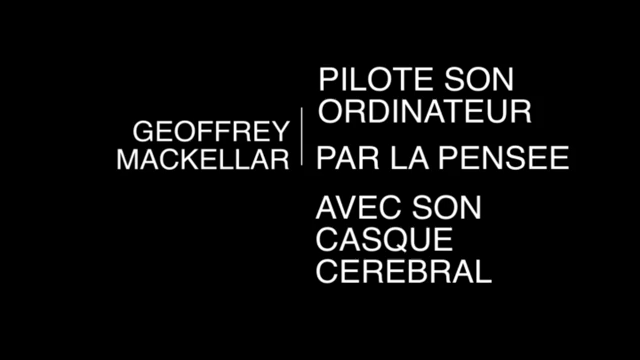 GEOFFREY
MACKELLAR
PILOTE SON
ORDINATEUR
PAR LA PENSEE
AVEC SON
CASQUE
CEREBRAL